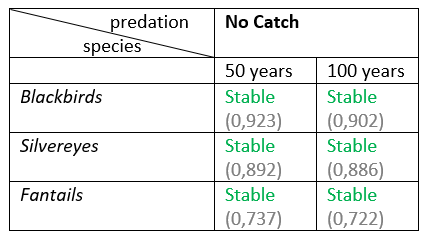 predation No Catch
species
50 years 100 years
Blackbirds Stable Stable
(0,923) (0,902)
Silvereyes Stable Stable
(0,892) (0,886)
Fantails Stable Stable
(0,737) (0,722)